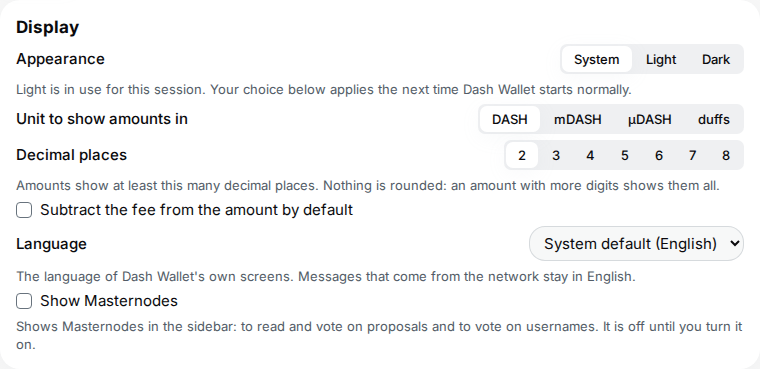 Display
Appearance
System Light Dark
Light is in use for this session. Your choice below applies the next time Dash Wallet starts normally.
Unit to show amounts in
DASH mDASH µDASH duffs
Decimal places
2 3 4 5 6 7 8
Amounts show at least this many decimal places. Nothing is rounded: an amount with more digits shows them all.
Subtract the fee from the amount by default
Language
System default (English)
The language of Dash Wallet's own screens. Messages that come from the network stay in English.
Show Masternodes
Shows Masternodes in the sidebar: to read and vote on proposals and to vote on usernames. It is off until you turn it
on.